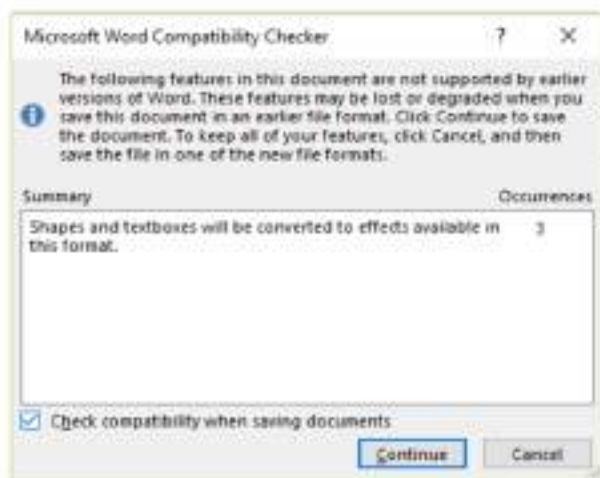 Microsoft Word Compatibility Checker ? ×
The following features in this document are not supported by earlier
versions of Word. These features may be lost or degraded when you
save this document in an earlier file format. Click Continue to save
the document. To keep all of your features, click Cancel, and then
save the file in one of the new file formats.
Summary Occurrences
Shapes and textboxes will be converted to effects available in 3
this format.
Check compatibility when saving documents
Continue Cancel